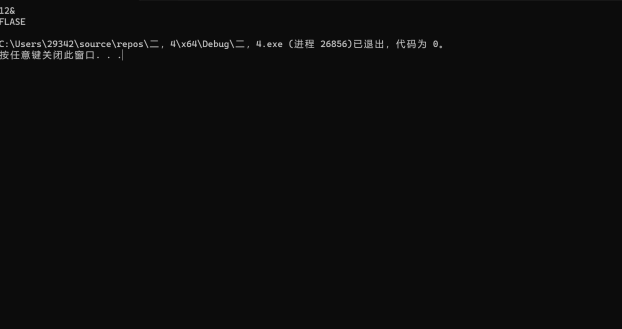 12&
FLASE
C:\Users\29342\source\repos\二, 4\x64\Debug\二, 4.exe (进程 26856)已退出，代码为 0。
按任意键关闭此窗口. . .